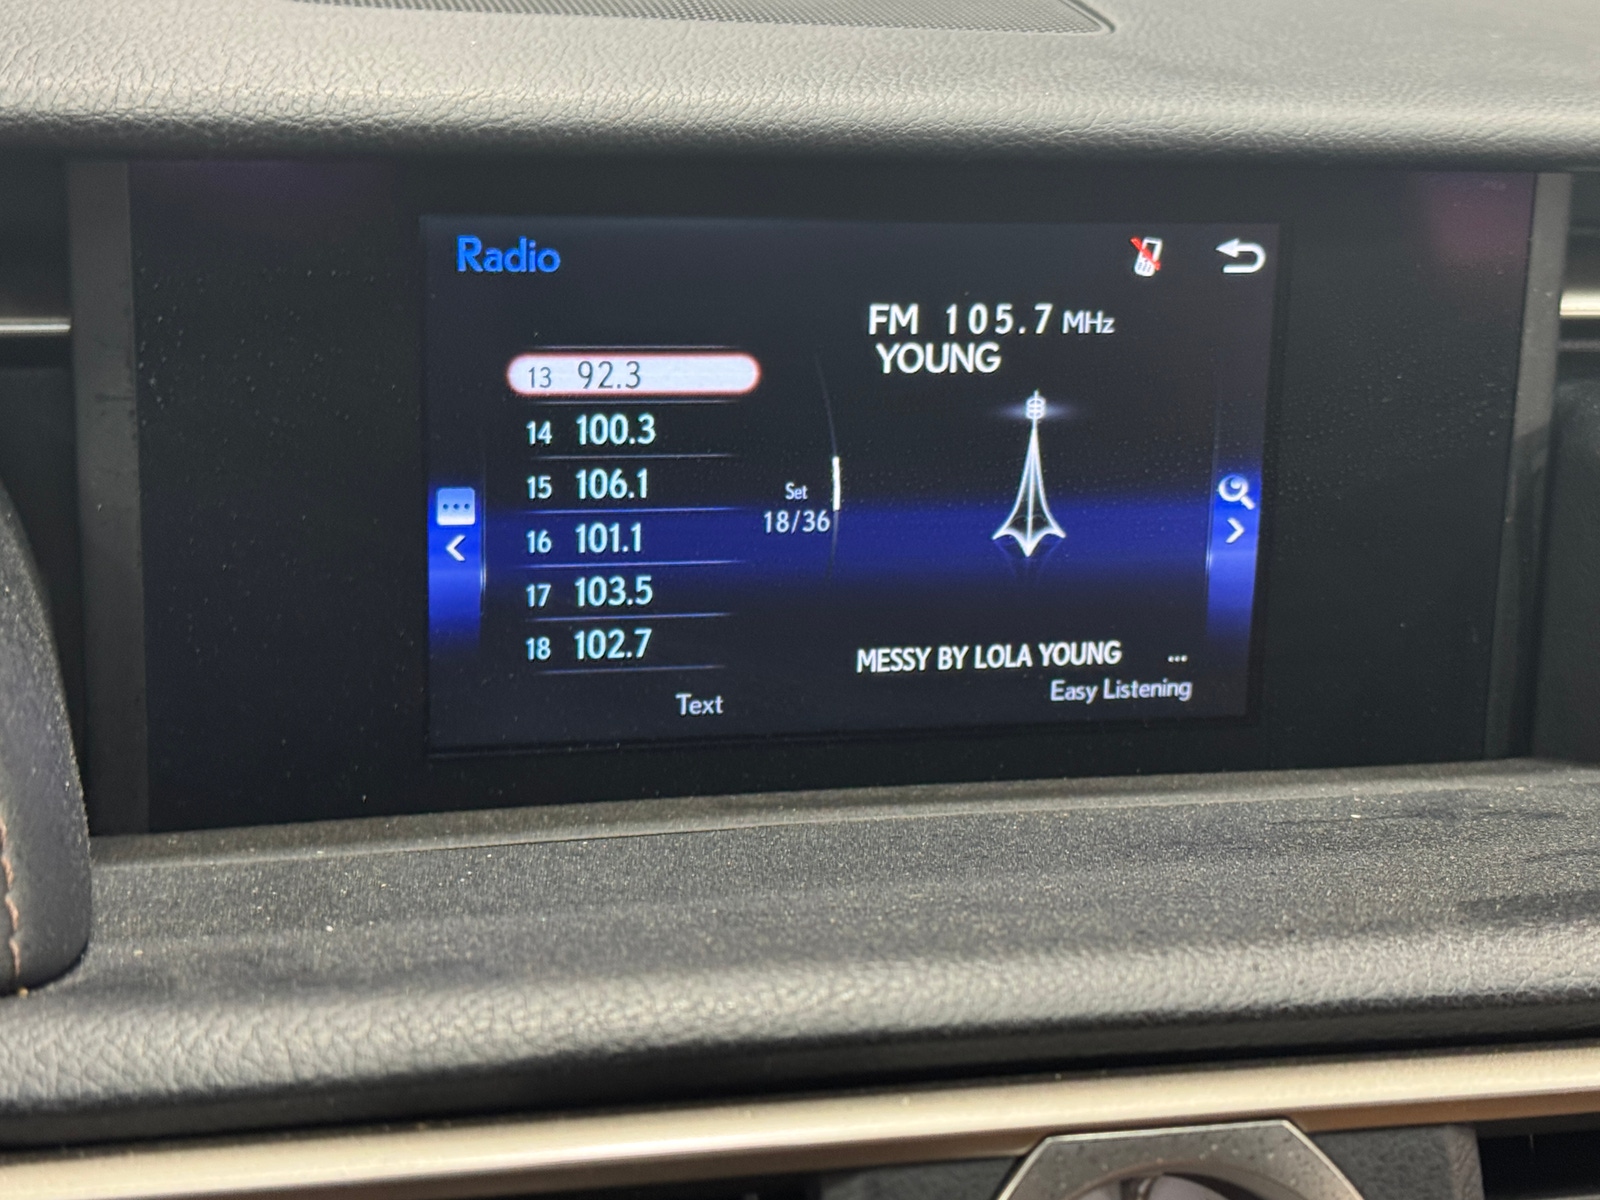 Radio
FM 105.7 MHz
YOUNG
13 92.3
14 100.3
15 106.1
16 101.1
17 103.5
18 102.7
Set
18/36
MESSY BY LOLA YOUNG ...
Easy Listening
Text